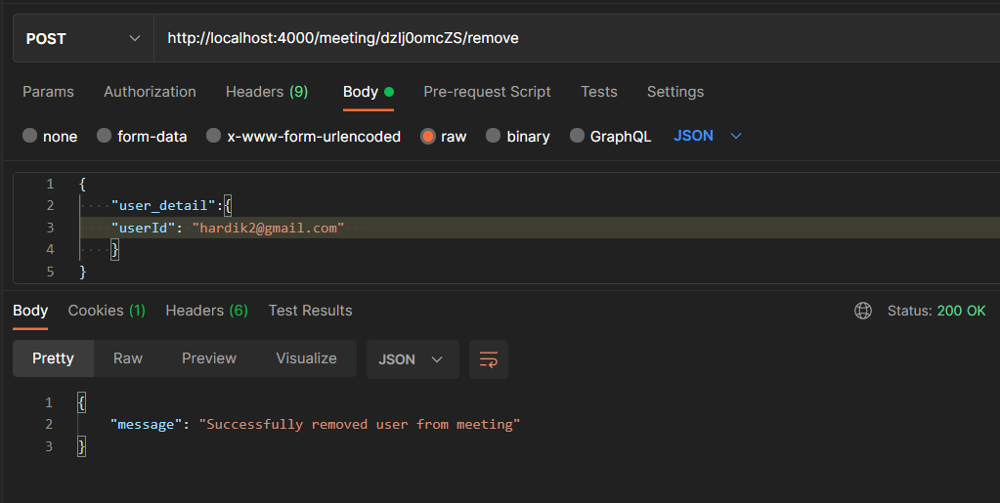 POST http://localhost:4000/meeting/dzIj0omcZS/remove
Params Authorization Headers (9) Body Pre-request Script Tests Settings
none form-data x-www-form-urlencoded raw binary GraphQL JSON
1 {
2 ····"user_detail":{
3 ····"userId": "hardik2@gmail.com"···
4 ····}
5 }
Body Cookies (1) Headers (6) Test Results Status: 200 OK
Pretty Raw Preview Visualize JSON
1 {
2 "message": "Successfully removed user from meeting"
3 }